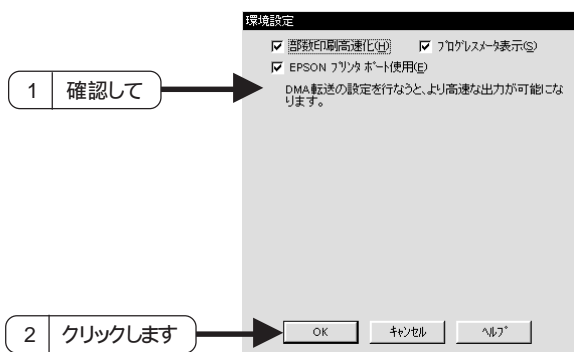 環境設定
部数印刷高速化(H) プログレスメータ表示(S)
EPSON プリンタ ポート使用(E)
1 確認して
DMA転送の設定を行なうと、より高速な出力が可能にな
ります。
2 クリックします
OK キャンセル ヘルプ